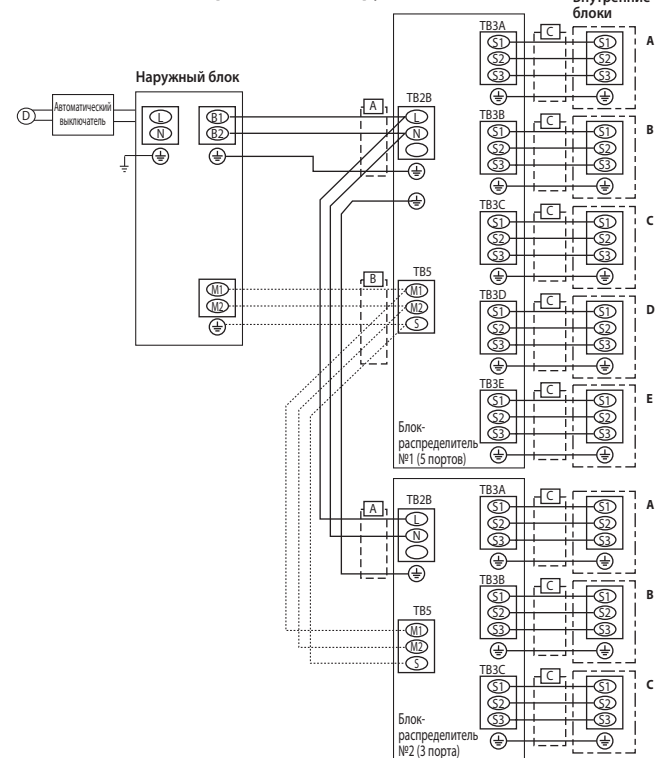 Внутренние
блоки
Наружный блок
D
Автоматический
выключатель
L
N
B1
B2
M1
M2
A
TB2B
L
N
B
TB5
M1
M2
S
TB3A
S1
S2
S3
C
S1
S2
S3
A
TB3B
S1
S2
S3
C
S1
S2
S3
B
TB3C
S1
S2
S3
C
S1
S2
S3
C
TB3D
S1
S2
S3
C
S1
S2
S3
D
TB3E
S1
S2
S3
C
S1
S2
S3
E
Блок-
распределитель
№1 (5 портов)
A
TB2B
L
N
TB5
M1
M2
S
TB3A
S1
S2
S3
C
S1
S2
S3
A
TB3B
S1
S2
S3
C
S1
S2
S3
B
TB3C
S1
S2
S3
C
S1
S2
S3
C
Блок-
распределитель
№2 (3 порта)